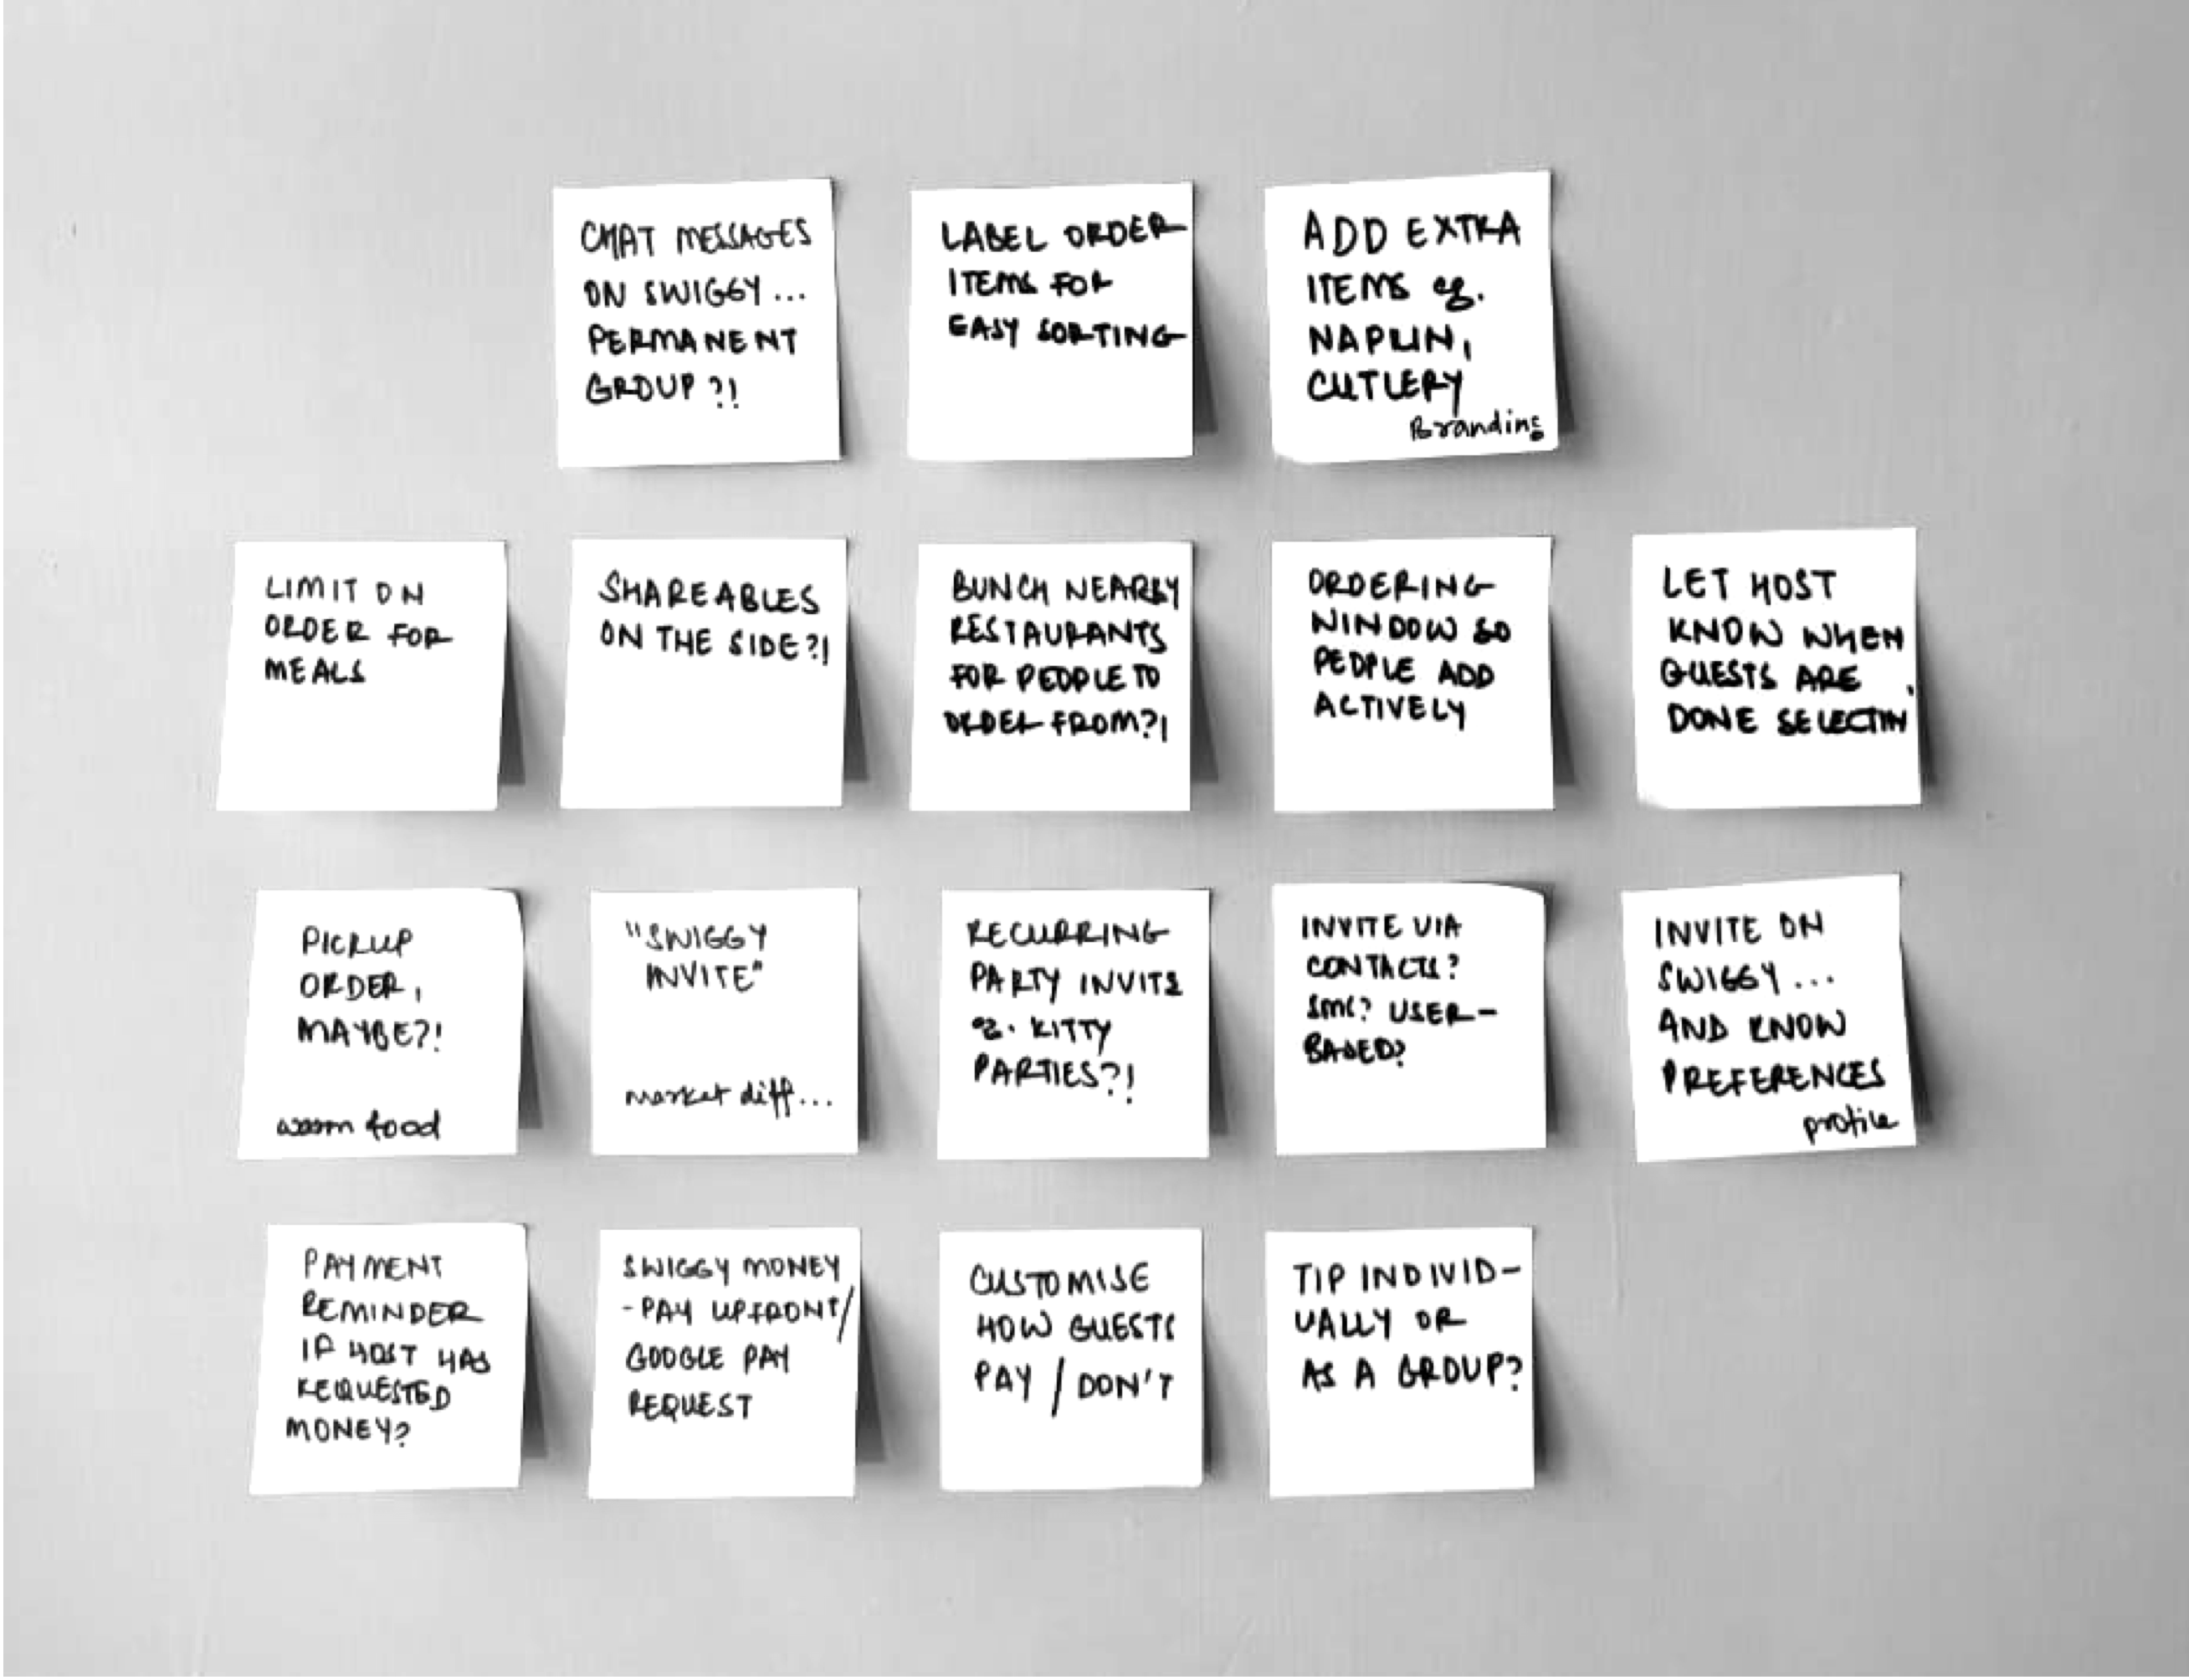 CHAT MESSAGES
ON SWIGGY...
PERMANENT
GROUP?!
LABEL ORDER
ITEMS FOR
EASY SORTING
ADD EXTRA
ITEMS eg.
NAPKIN,
CUTLERY
Branding
LIMIT ON
ORDER FOR
MEALS
SHAREABLES
ON THE SIDE?!
BUNCH NEARBY
RESTAURANTS
FOR PEOPLE TO
ORDER FROM?!
ORDERING
WINDOW SO
PEOPLE ADD
ACTIVELY
LET HOST
KNOW WHEN
GUESTS ARE
DONE SELECTIN
PICKUP
ORDER,
MAYBE?!
warm food
"SWIGGY
INVITE"
market diff...
RECURRING
PARTY INVITE
eg. KITTY
PARTIES?!
INVITE VIA
CONTACTS?
SMS? USER-
BASED?
INVITE ON
SWIGGY...
AND KNOW
PREFERENCES
profile
PAYMENT
REMINDER
IF HOST HAS
REQUESTED
MONEY?
SWIGGY MONEY
- PAY UPFRONT/
GOOGLE PAY
REQUEST
CUSTOMISE
HOW GUESTS
PAY / DON'T
TIP INDIVID-
UALLY OR
AS A GROUP?